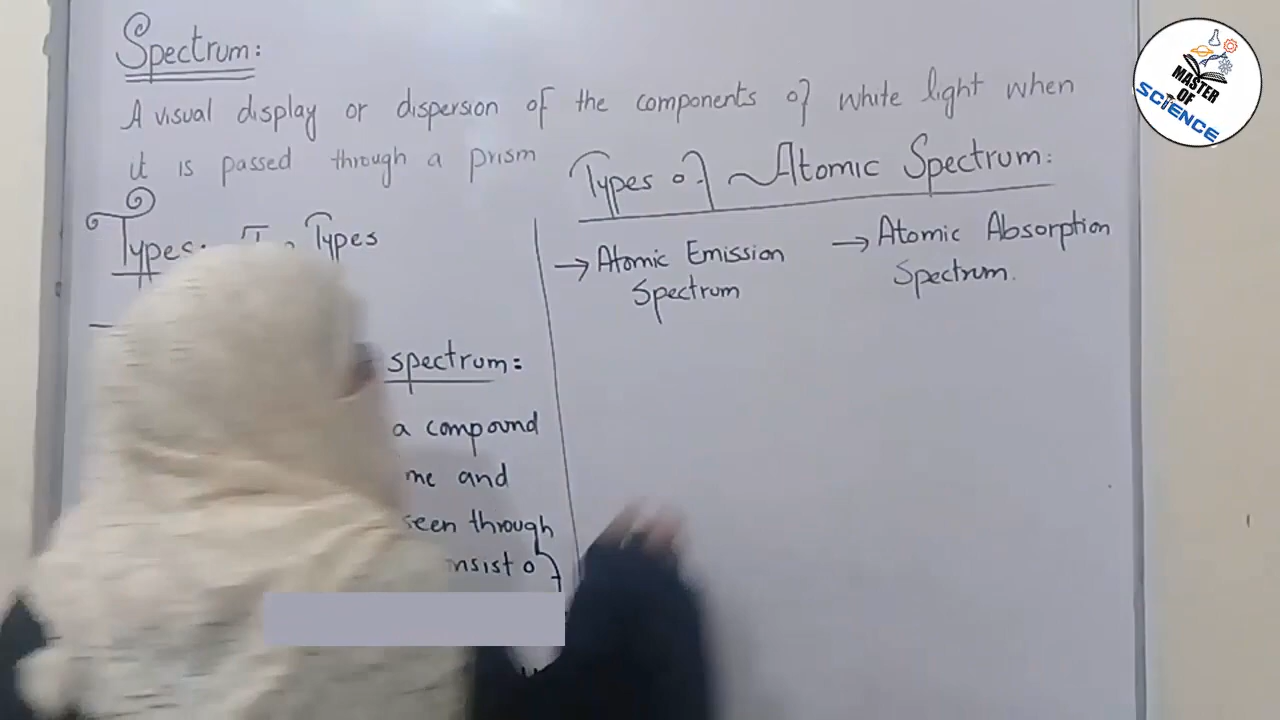 Spectrum:
A visual display or dispersion of the components of white light when
it is passed through a prism
Types: Types
spectrum:
a compound
me and
seen through
nsist of
Types of Atomic Spectrum:
→ Atomic Emission
Spectrum
→ Atomic Absorption
Spectrum.
MASTER
OF
SCIENCE